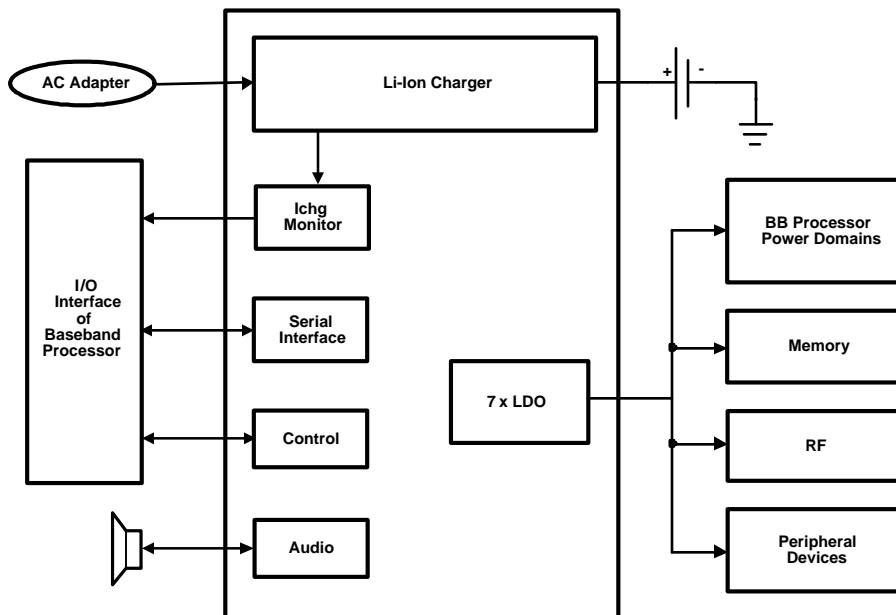 AC Adapter
Li-Ion Charger
+
-
Ichg
Monitor
BB Processor
Power Domains
I/O
Interface
of
Baseband
Processor
Serial
Interface
Memory
7 x LDO
Control
RF
Audio
Peripheral
Devices